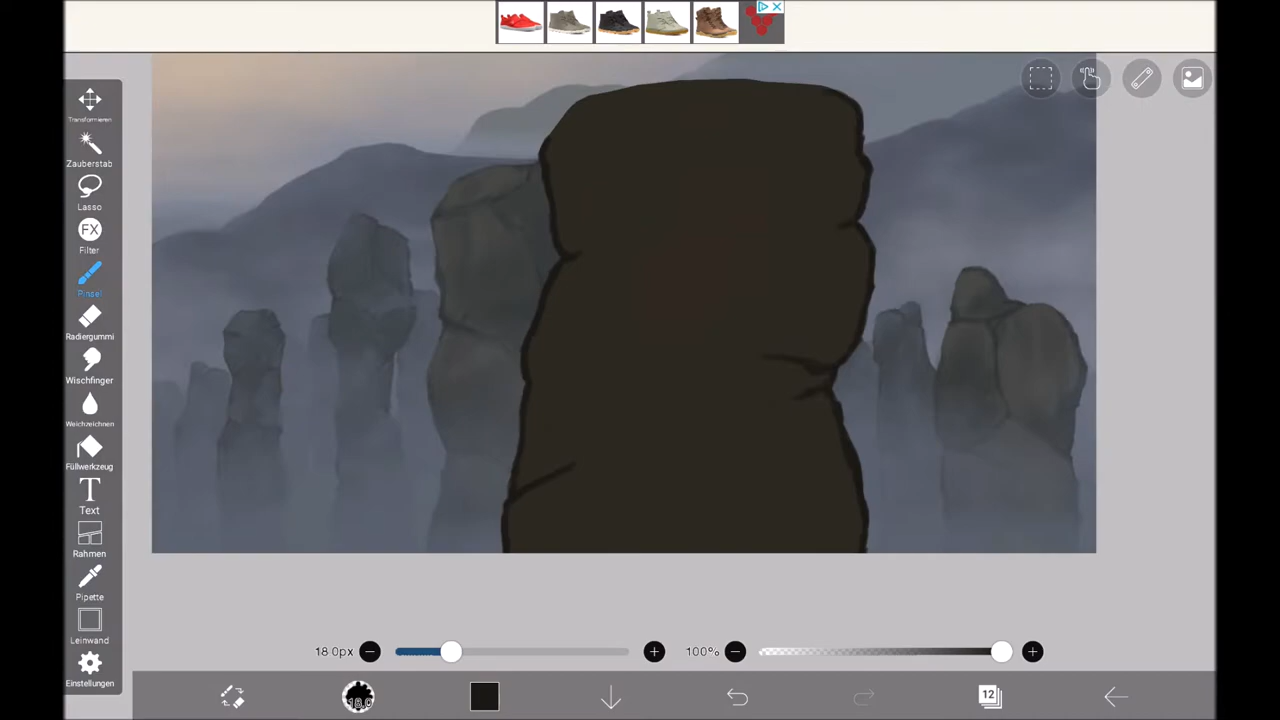 Transformieren
Zauberstab
Lasso
FX
Filter
Pinsel
Radiergummi
Wischfinger
Weichzeichnen
Füllwerkzeug
T
Text
Rahmen
Pipette
Leinwand
Einstellungen
18.0px
100%
18.0
12